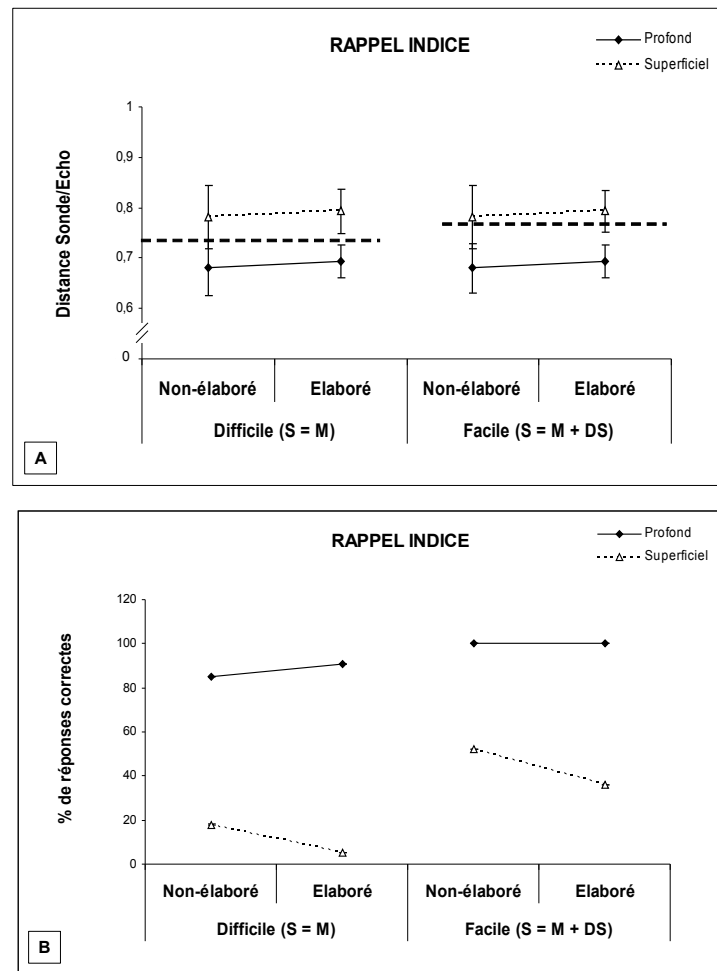 RAPPEL INDICE
Profond
Superficiel
Distance Sonde/Echo
1
0,9
0,8
0,7
0,6
0
Non-élaboré
Elaboré
Non-élaboré
Elaboré
Difficile (S = M)
Facile (S = M + DS)
A
RAPPEL INDICE
Profond
Superficiel
% de réponses correctes
120
100
80
60
40
20
0
Non-élaboré
Elaboré
Non-élaboré
Elaboré
Difficile (S = M)
Facile (S = M + DS)
B